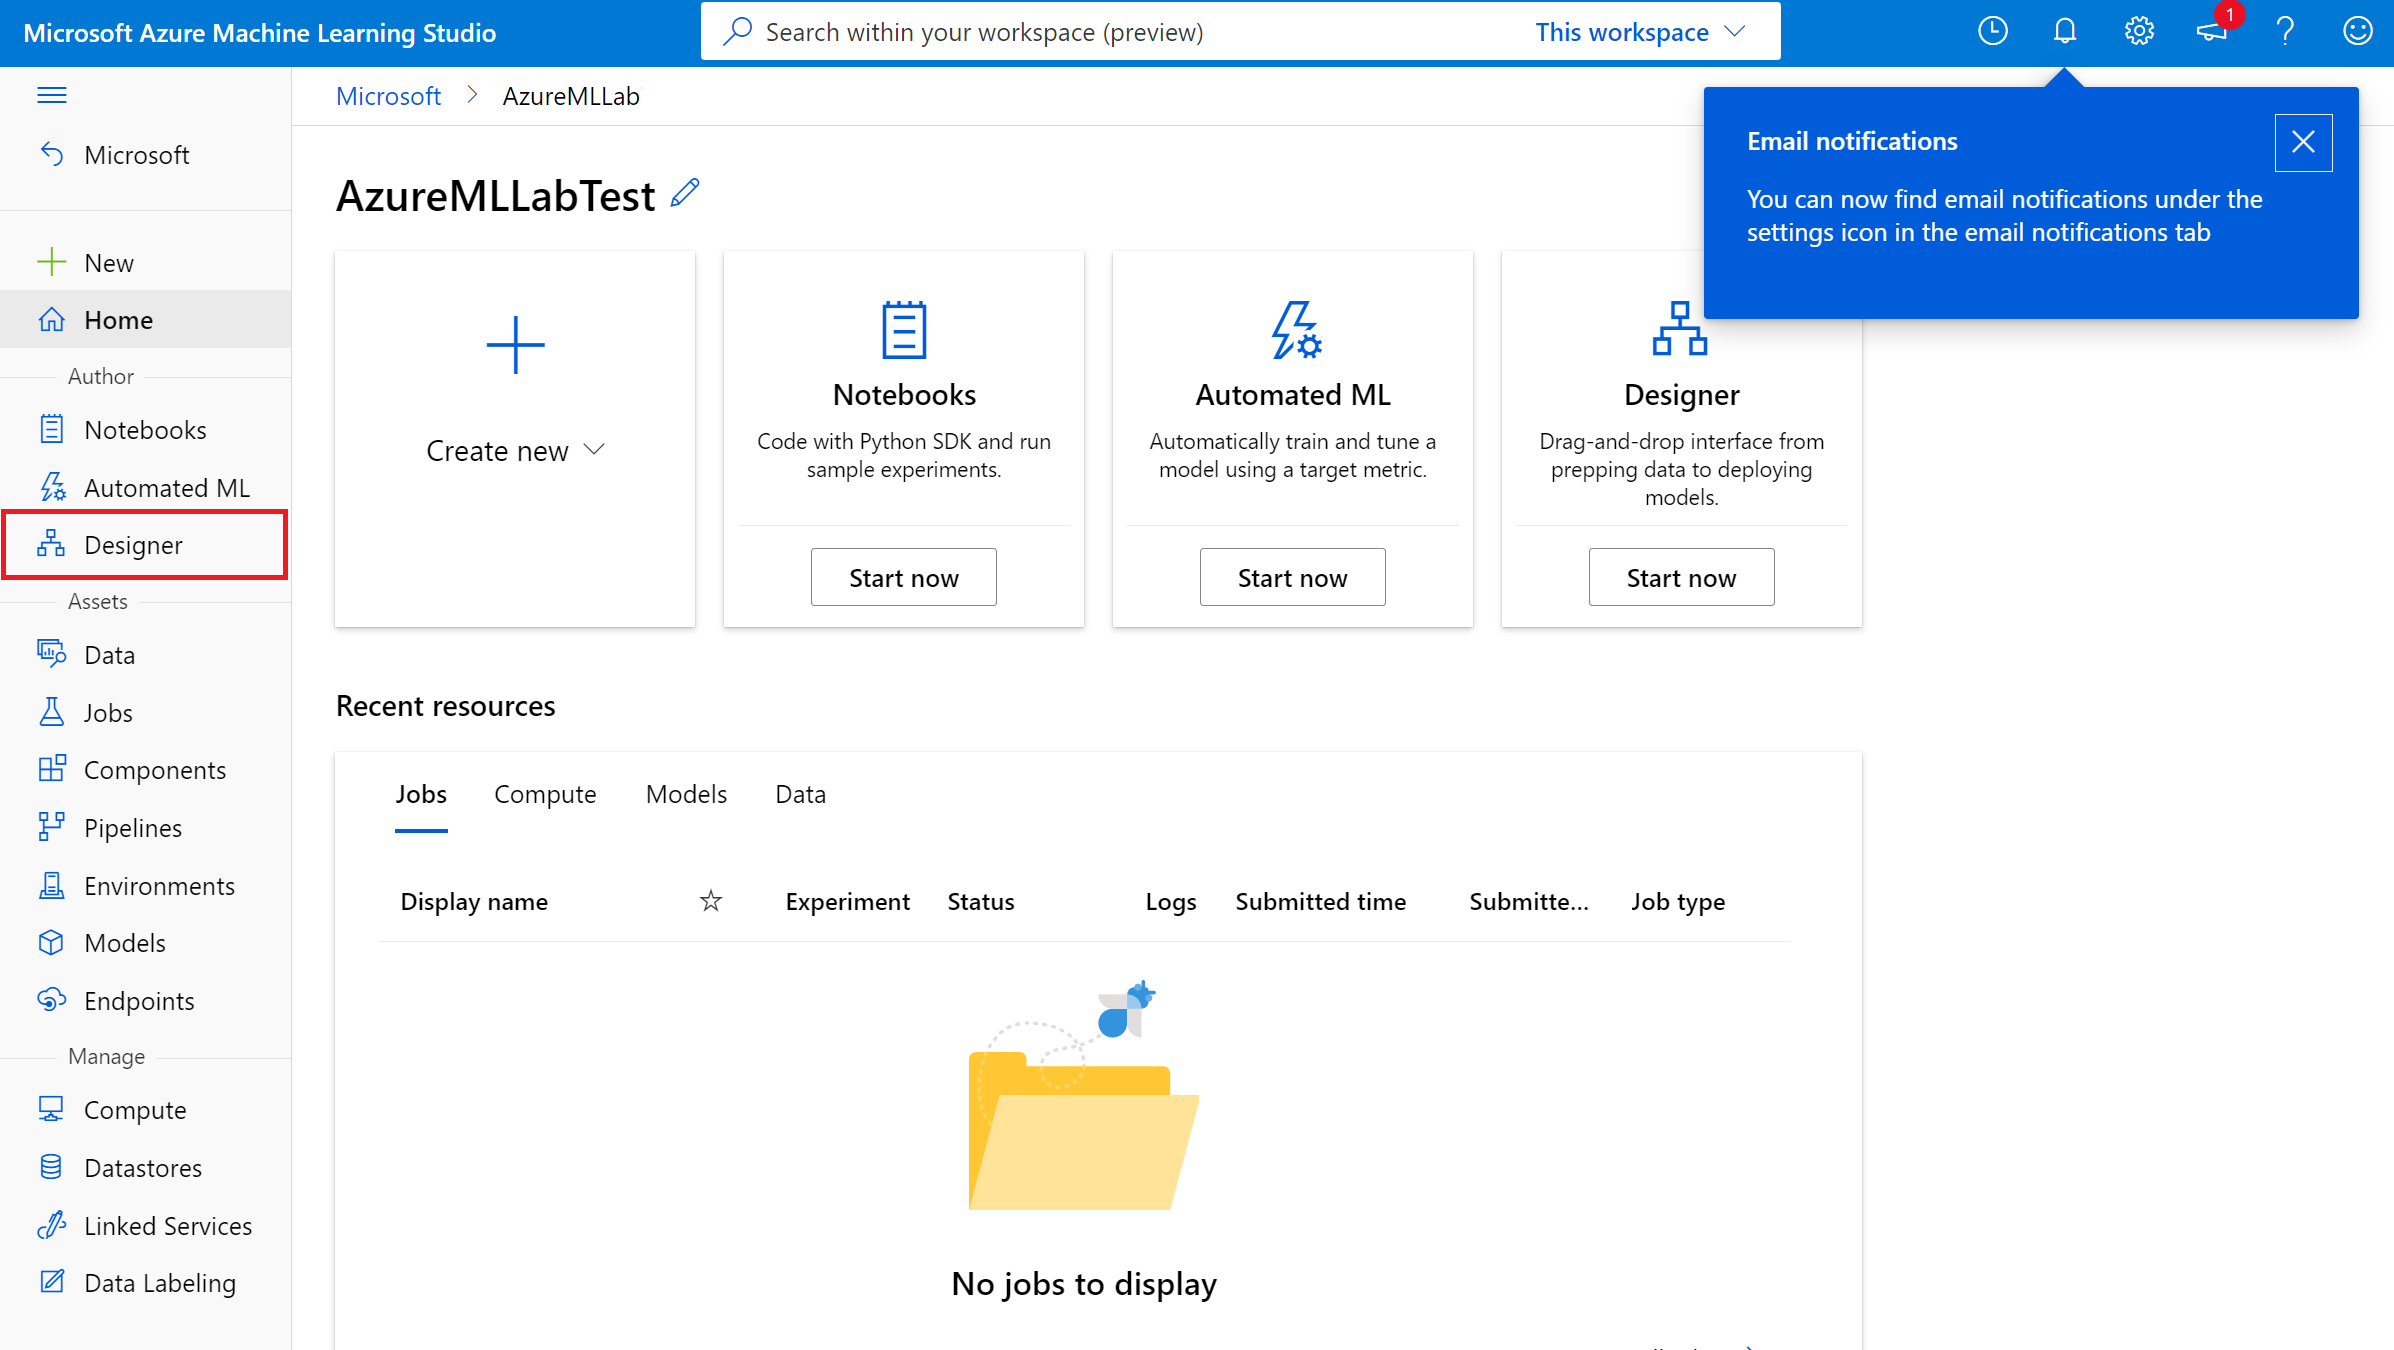 Microsoft Azure Machine Learning Studio
Search within your workspace (preview)
This workspace
1
Microsoft
New
Home
Author
Notebooks
Automated ML
Designer
Assets
Data
Jobs
Components
Pipelines
Environments
Models
Endpoints
Manage
Compute
Datastores
Linked Services
Data Labeling
Microsoft > AzureMLLab
Email notifications
You can now find email notifications under the
settings icon in the email notifications tab
AzureMLLabTest
Create new
Notebooks
Code with Python SDK and run
sample experiments.
Start now
Automated ML
Automatically train and tune a
model using a target metric.
Start now
Designer
Drag-and-drop interface from
prepping data to deploying
models.
Start now
Recent resources
Jobs Compute Models Data
Display name Experiment Status Logs Submitted time Submitte... Job type
No jobs to display